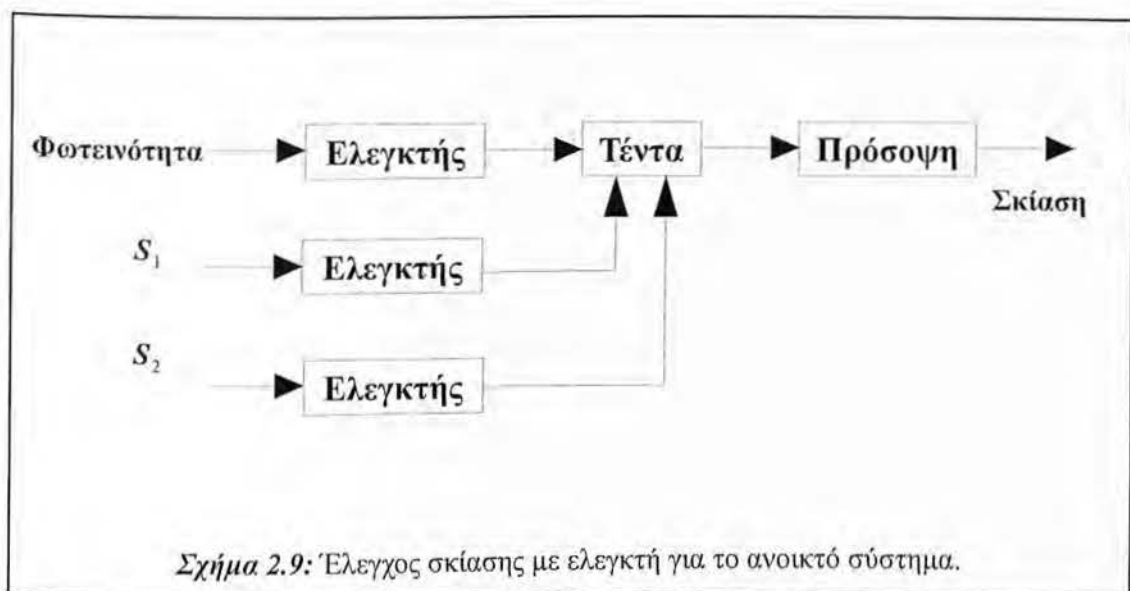 Φωτεινότητα Ελεγκτής Τέντα Πρόσοψη
Σκίαση
S₁ Ελεγκτής
S₂ Ελεγκτής
Σχήμα 2.9: Έλεγχος σκίασης με ελεγκτή για το ανοικτό σύστημα.